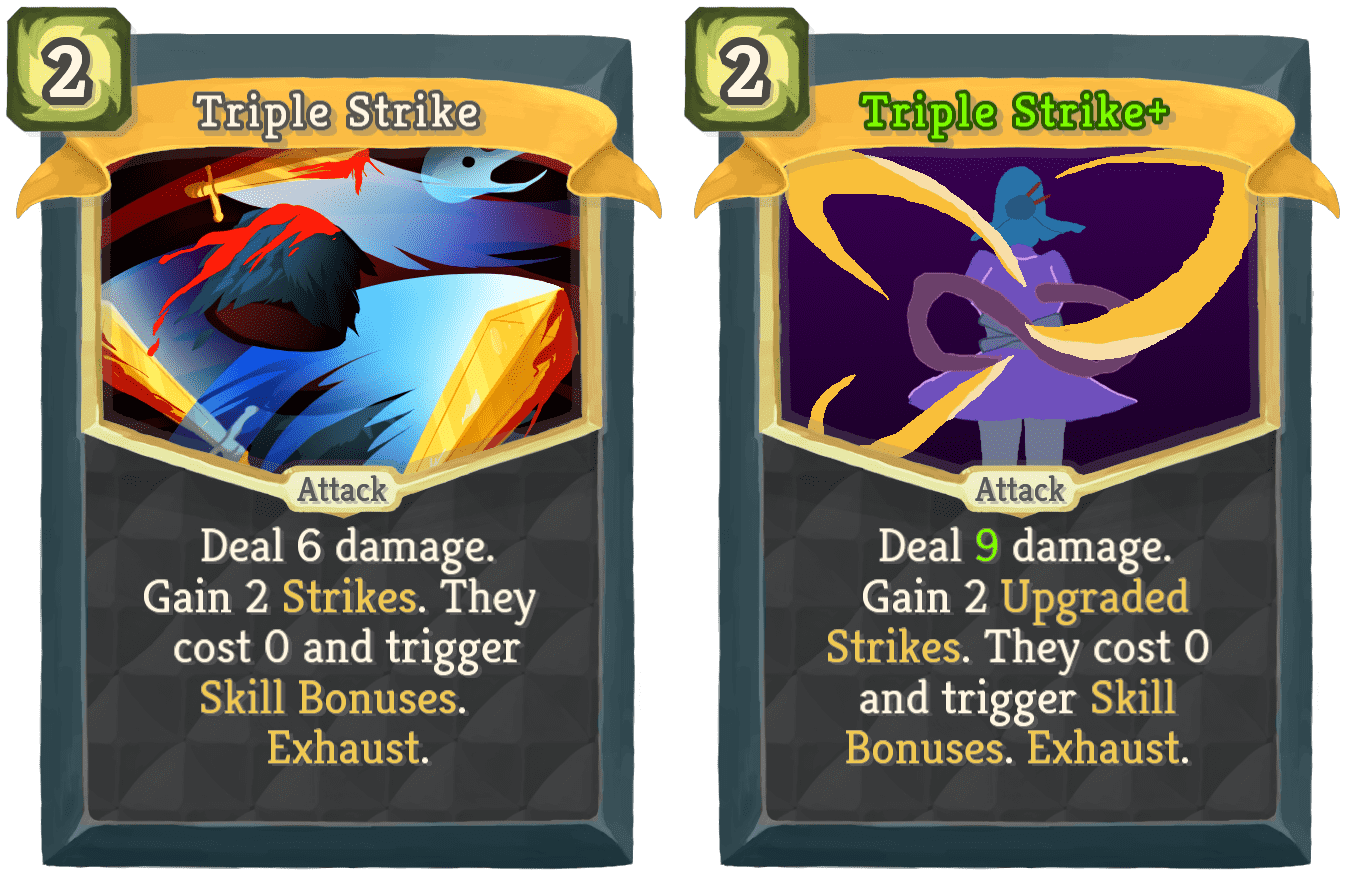 2
Triple Strike
Attack
Deal 6 damage.
Gain 2 Strikes. They
cost 0 and trigger
Skill Bonuses.
Exhaust.
2
Triple Strike+
Attack
Deal 9 damage.
Gain 2 Upgraded
Strikes. They cost 0
and trigger Skill
Bonuses. Exhaust.